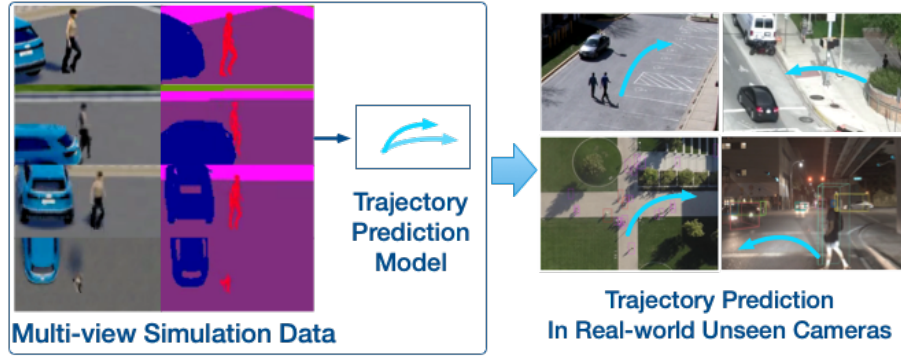 Trajectory
Prediction
Model
Multi-view Simulation Data
Trajectory Prediction
In Real-world Unseen Cameras